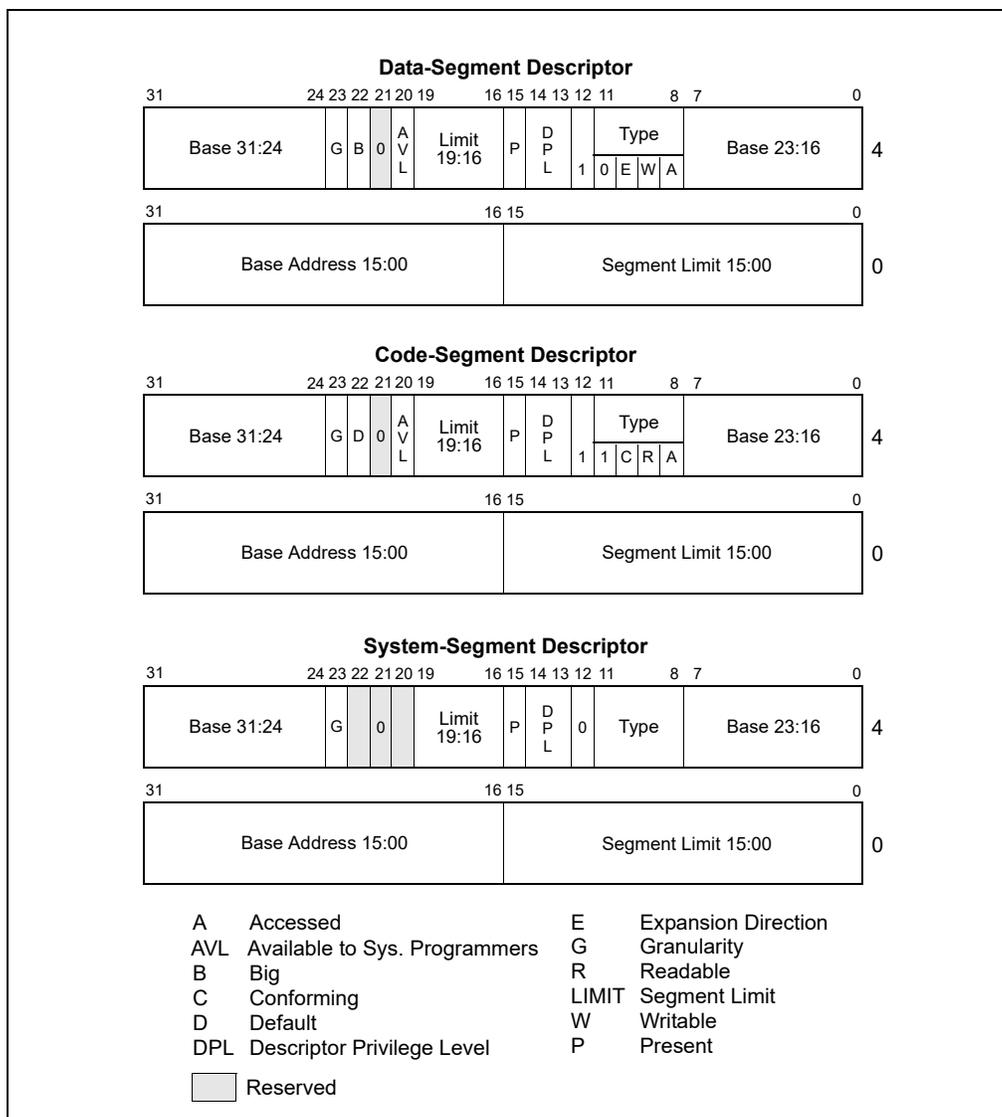 Data-Segment Descriptor
31 24 23 22 21 20 19 16 15 14 13 12 11 8 7 0
Base 31:24 G B 0 AVL Limit 19:16 P DPL 1 Type 0 E W A Base 23:16 4
31 16 15 0
Base Address 15:00 Segment Limit 15:00 0
Code-Segment Descriptor
31 24 23 22 21 20 19 16 15 14 13 12 11 8 7 0
Base 31:24 G D 0 AVL Limit 19:16 P DPL 1 Type 1 C R A Base 23:16 4
31 16 15 0
Base Address 15:00 Segment Limit 15:00 0
System-Segment Descriptor
31 24 23 22 21 20 19 16 15 14 13 12 11 8 7 0
Base 31:24 G 0 Limit 19:16 P DPL 0 Type Base 23:16 4
31 16 15 0
Base Address 15:00 Segment Limit 15:00 0
A Accessed
AVL Available to Sys. Programmers
B Big
C Conforming
D Default
DPL Descriptor Privilege Level
E Expansion Direction
G Granularity
R Readable
LIMIT Segment Limit
W Writable
P Present
Reserved